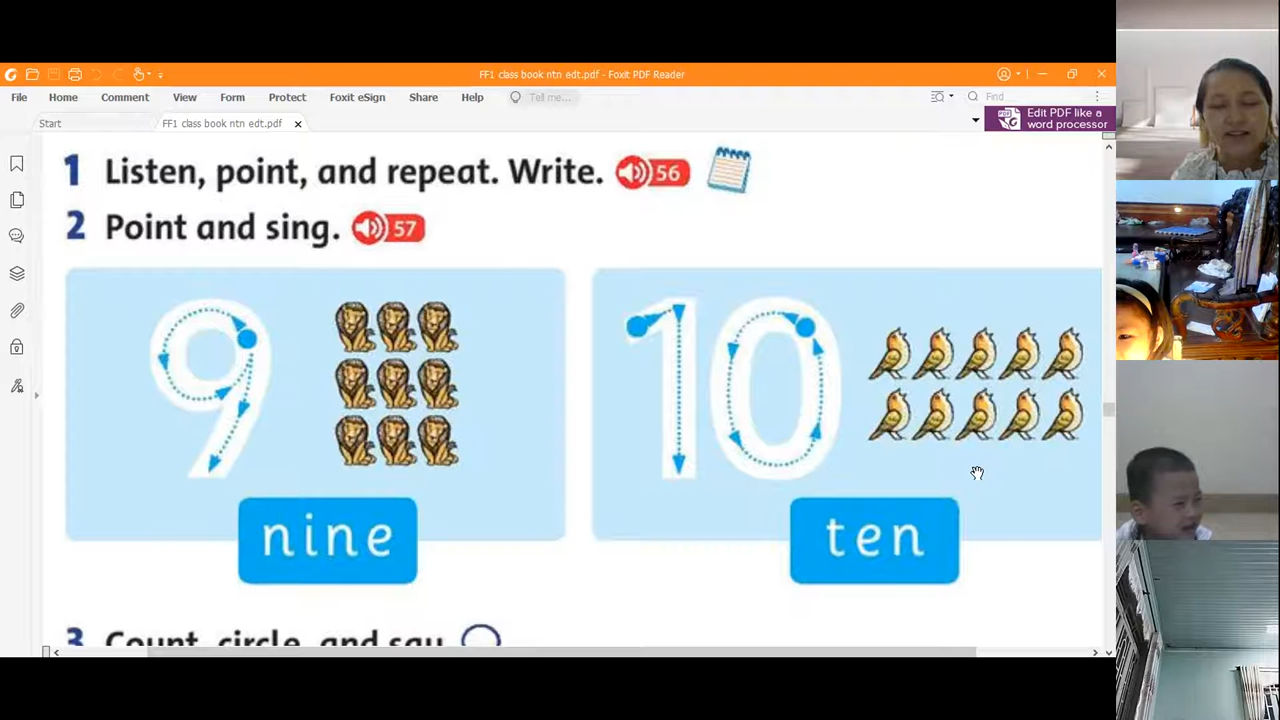 FF1 class book ntn edt.pdf - Foxit PDF Reader
File Home Comment View Form Protect Foxit eSign Share Help Tell me... Find
Start FF1 class book ntn edt.pdf
Edit PDF like a
word processor
1 Listen, point, and repeat. Write. 56
2 Point and sing. 57
9
10
nine
ten
3 Count, circle, and say.